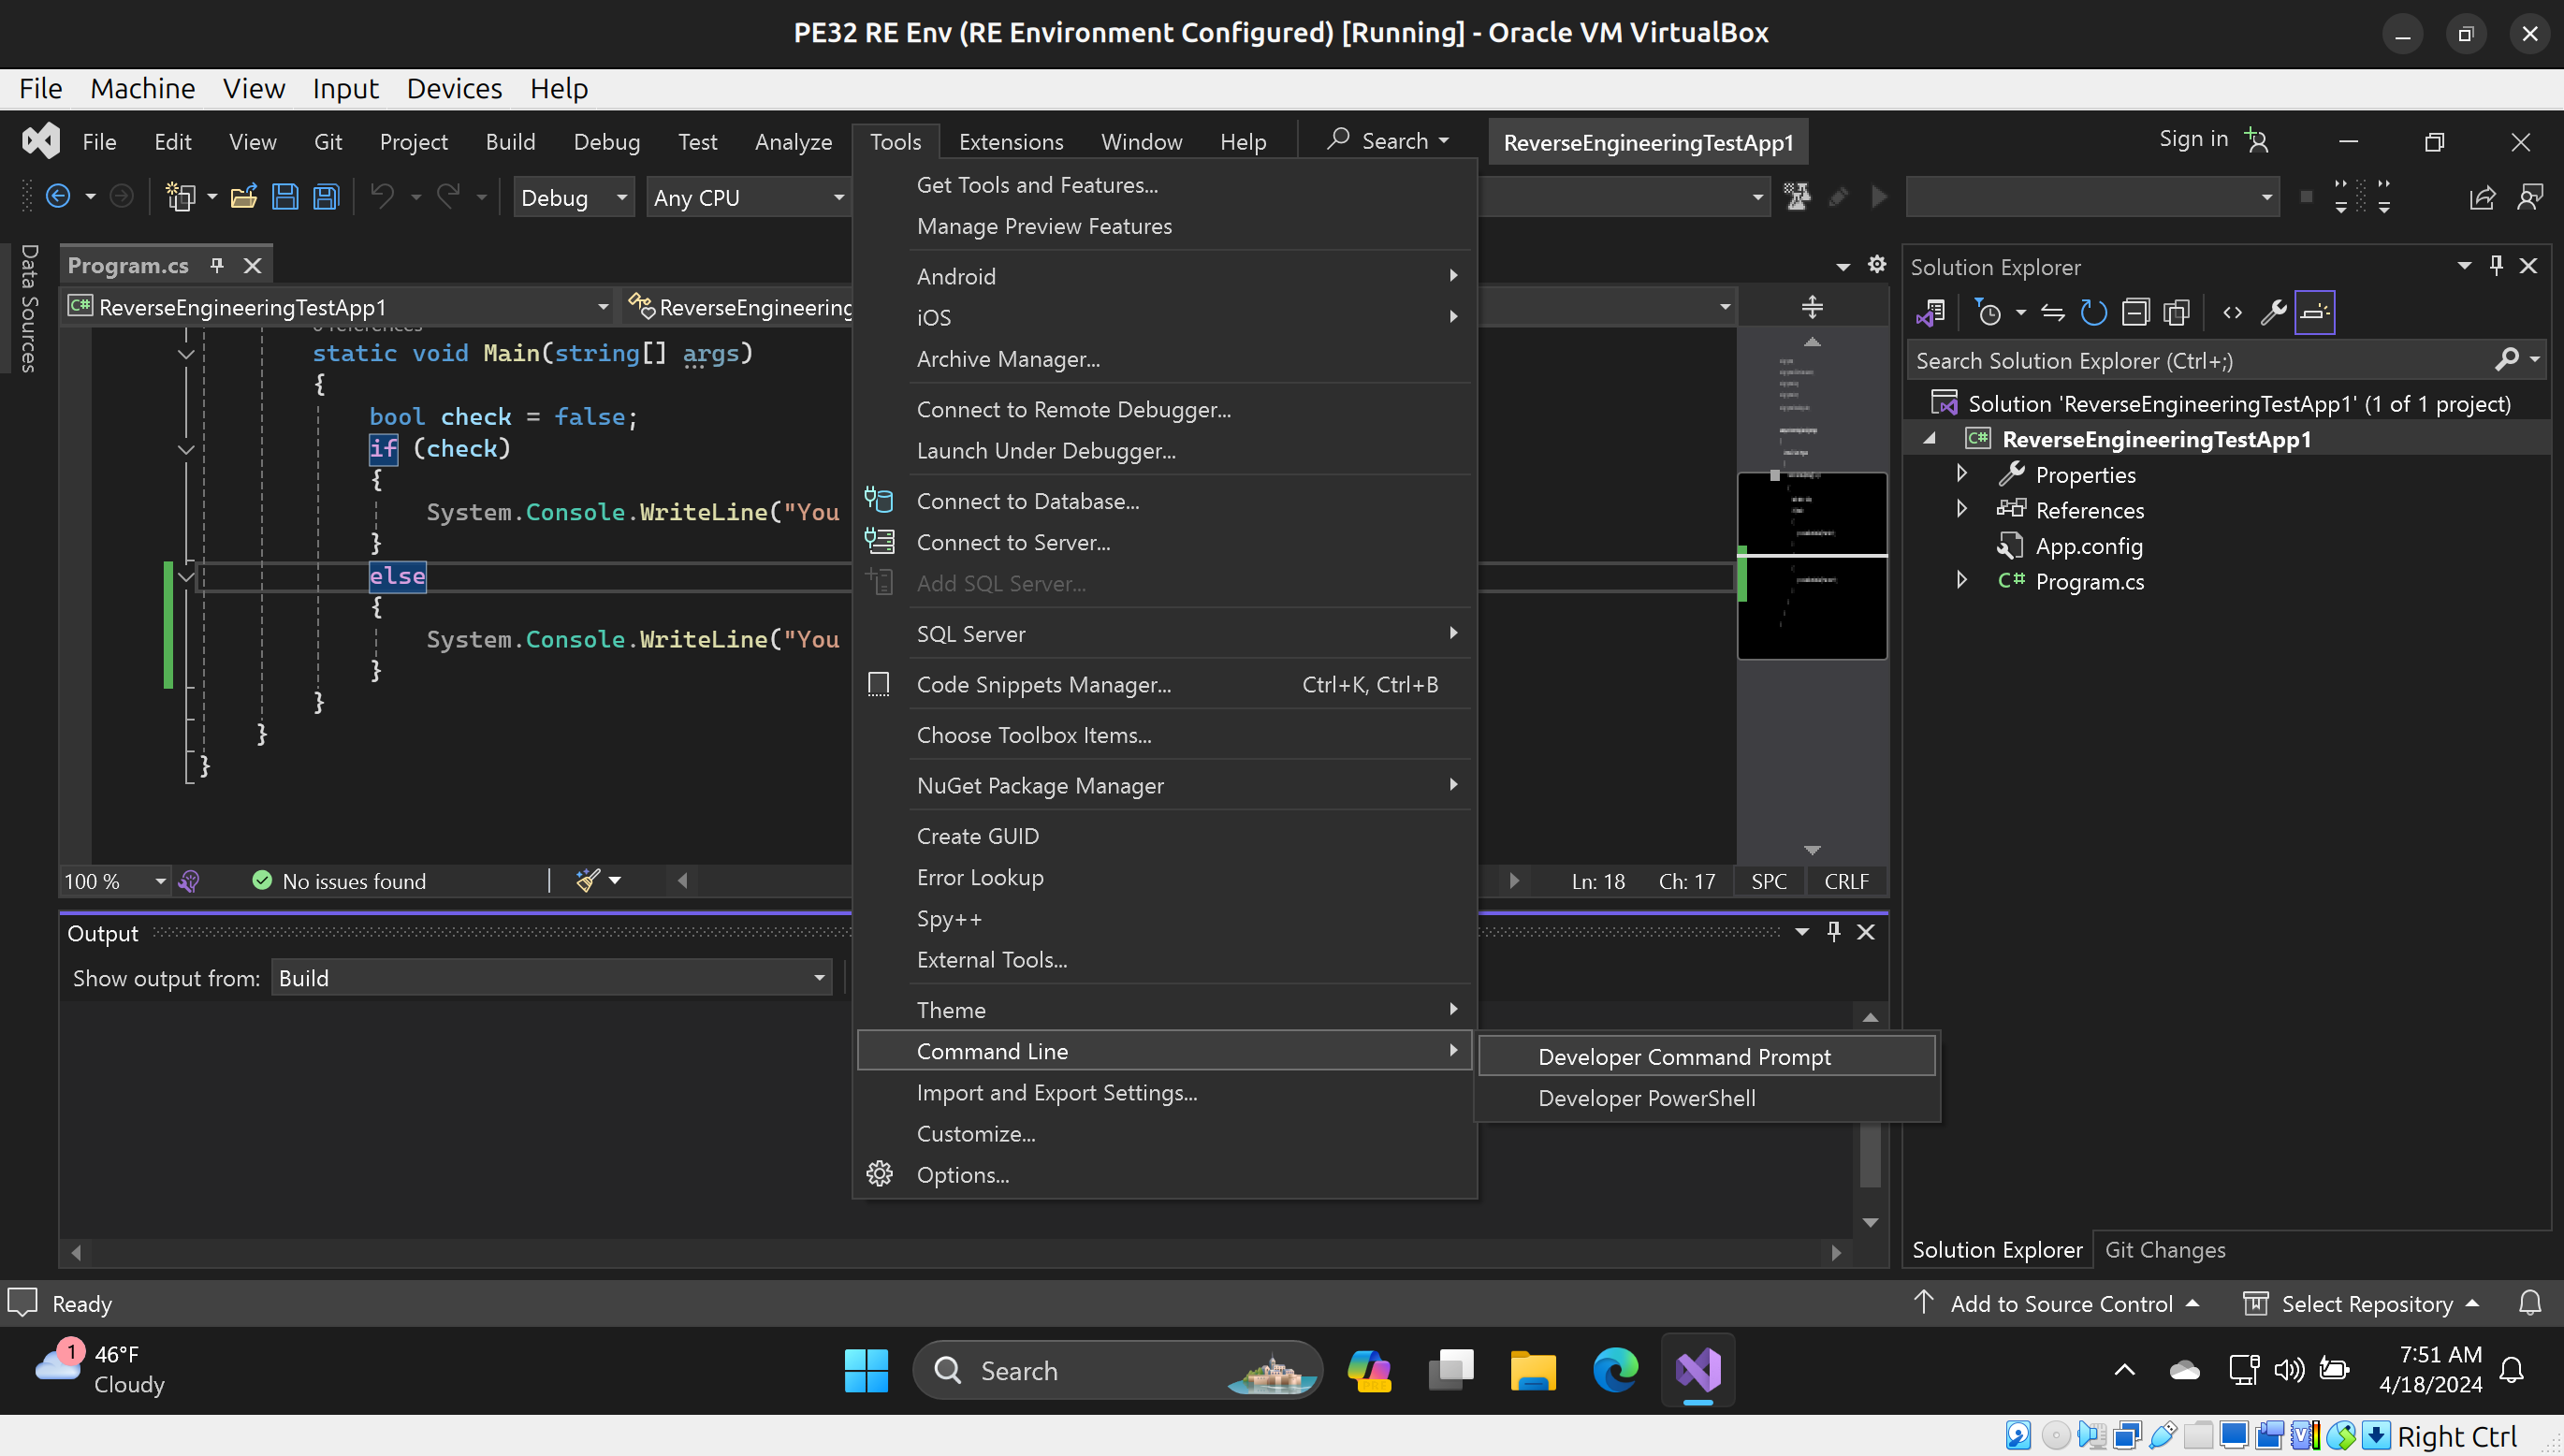 PE32 RE Env (RE Environment Configured) [Running] - Oracle VM VirtualBox
File Machine View Input Devices Help
File Edit View Git Project Build Debug Test Analyze Tools Extensions Window Help Search ReverseEngineeringTestApp1 Sign in
Debug Any CPU
Data Sources
Program.cs
C# ReverseEngineeringTestApp1 ReverseEngineering
static void Main(string[] args)
{
bool check = false;
if (check)
{
System.Console.WriteLine("You
}
else
{
System.Console.WriteLine("You
}
}
}
}
100 % No issues found Ln: 18 Ch: 17 SPC CRLF
Output
Show output from: Build
Get Tools and Features...
Manage Preview Features
Android
iOS
Archive Manager...
Connect to Remote Debugger...
Launch Under Debugger...
Connect to Database...
Connect to Server...
Add SQL Server...
SQL Server
Code Snippets Manager... Ctrl+K, Ctrl+B
Choose Toolbox Items...
NuGet Package Manager
Create GUID
Error Lookup
Spy++
External Tools...
Theme
Command Line
Import and Export Settings...
Customize...
Options...
Developer Command Prompt
Developer PowerShell
Solution Explorer
Search Solution Explorer (Ctrl+;)
Solution 'ReverseEngineeringTestApp1' (1 of 1 project)
C# ReverseEngineeringTestApp1
Properties
References
App.config
C# Program.cs
Solution Explorer Git Changes
Ready Add to Source Control Select Repository
1 46°F
Cloudy
Search
PRE
7:51 AM
4/18/2024
Right Ctrl